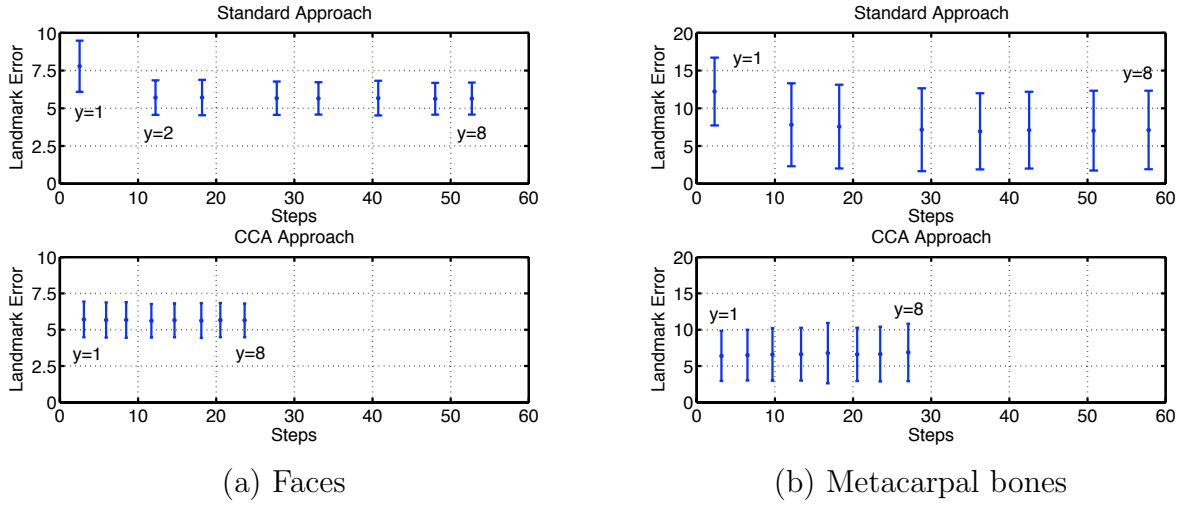 Standard Approach
10
7.5
5
2.5
0
Landmark Error
y=1
y=2
y=8
0 10 20 30 40 50 60
Steps
CCA Approach
10
7.5
5
2.5
0
Landmark Error
y=1
y=8
0 10 20 30 40 50 60
Steps
(a) Faces
Standard Approach
20
15
10
5
0
Landmark Error
y=1
y=8
0 10 20 30 40 50 60
Steps
CCA Approach
20
15
10
5
0
Landmark Error
y=1
y=8
0 10 20 30 40 50 60
Steps
(b) Metacarpal bones